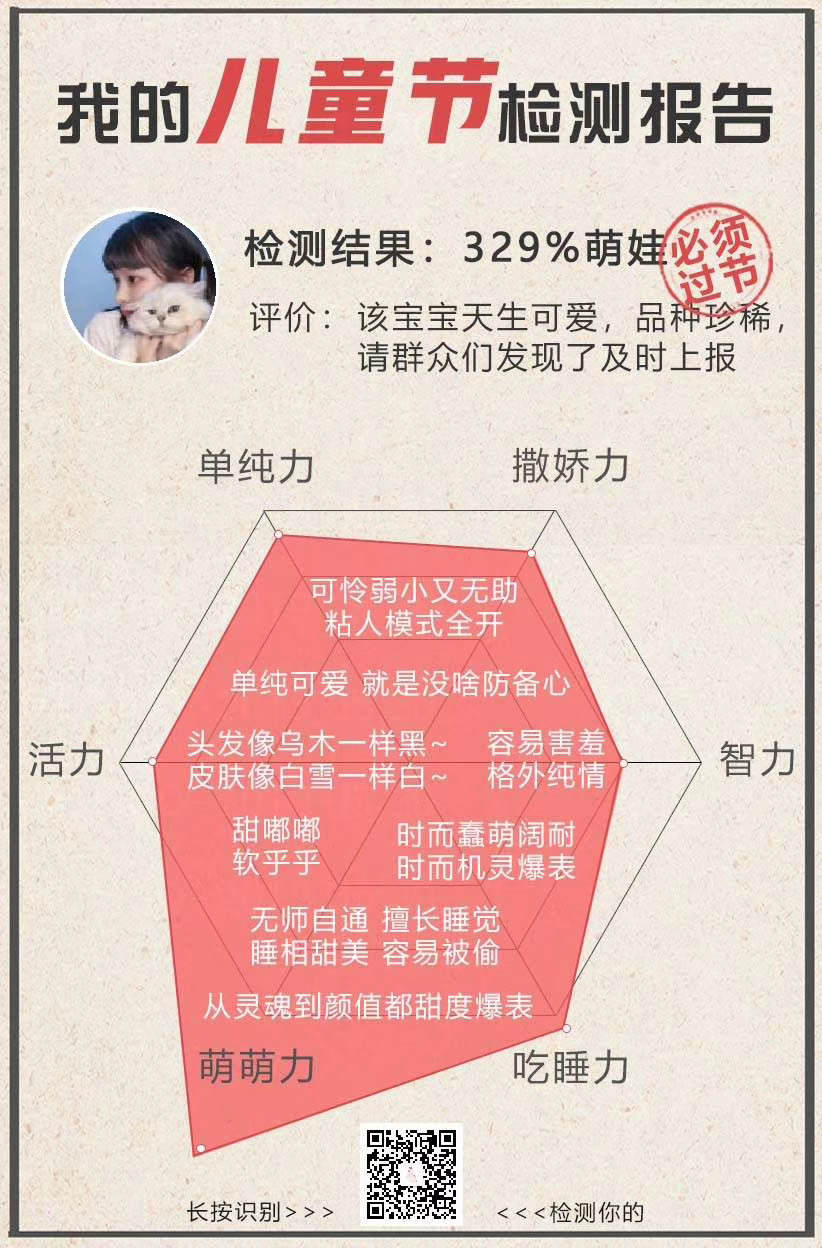 我的儿童节检测报告
检测结果：329%萌娃
必须
过节
评价：该宝宝天生可爱，品种珍稀，
请群众们发现了及时上报
单纯力
撒娇力
可怜弱小又无助
粘人模式全开
单纯可爱 就是没啥防备心
头发像乌木一样黑~
皮肤像白雪一样白~
容易害羞
格外纯情
活力
智力
甜嘟嘟
软乎乎
时而蠢萌阔耐
时而机灵爆表
无师自通 擅长睡觉
睡相甜美 容易被偷
从灵魂到颜值都甜度爆表
萌萌力
吃睡力
长按识别>>>
<<<检测你的